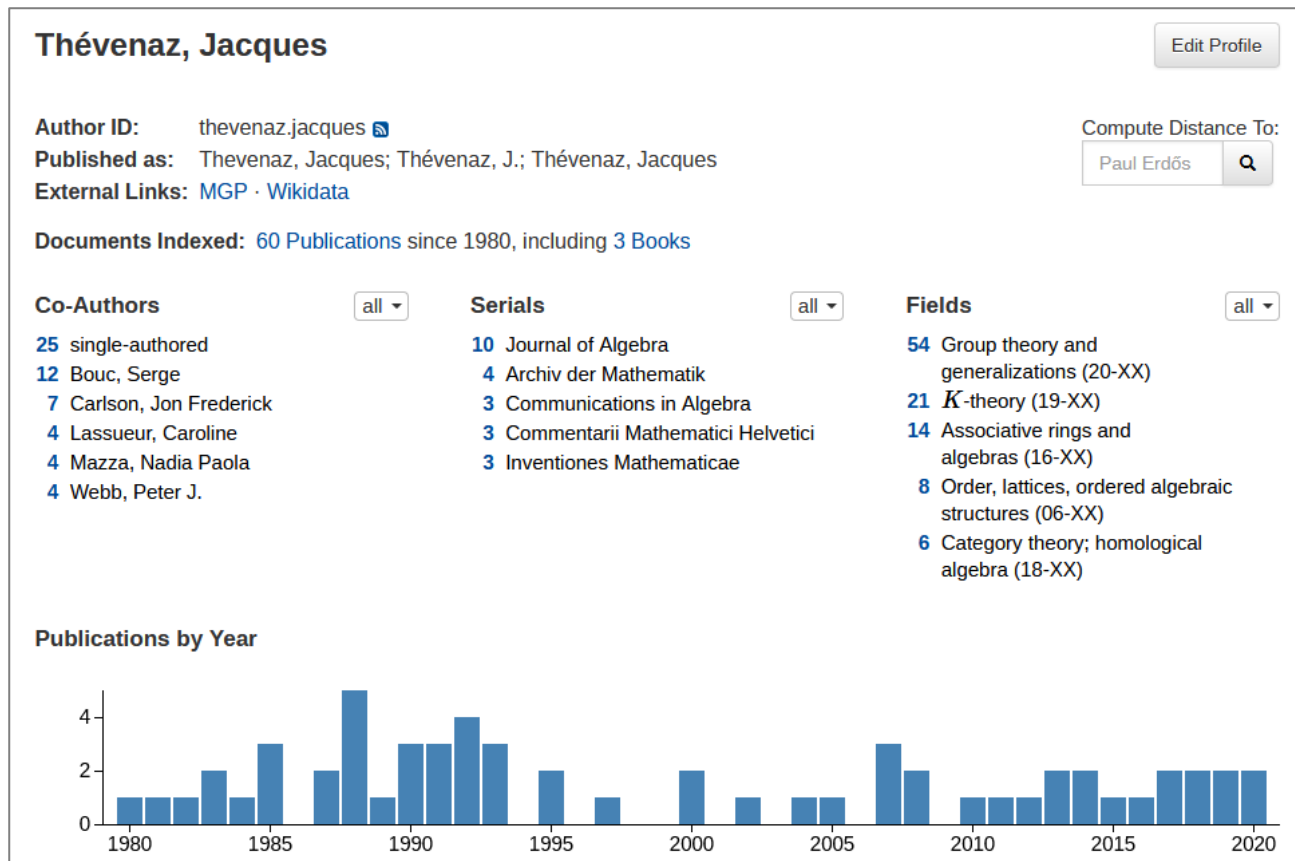 Thévenaz, Jacques
Edit Profile
Author ID: thevenaz.jacques
Compute Distance To:
Published as: Thevenaz, Jacques; Thévenaz, J.; Thévenaz, Jacques
Paul Erdős
External Links: MGP · Wikidata
Documents Indexed: 60 Publications since 1980, including 3 Books
Co-Authors
all
25 single-authored
12 Bouc, Serge
7 Carlson, Jon Frederick
4 Lassueur, Caroline
4 Mazza, Nadia Paola
4 Webb, Peter J.
Serials
all
10 Journal of Algebra
4 Archiv der Mathematik
3 Communications in Algebra
3 Commentarii Mathematici Helvetici
3 Inventiones Mathematicae
Fields
all
54 Group theory and
generalizations (20-XX)
21 K-theory (19-XX)
14 Associative rings and
algebras (16-XX)
8 Order, lattices, ordered algebraic
structures (06-XX)
6 Category theory; homological
algebra (18-XX)
Publications by Year
4
2
0
1980 1985 1990 1995 2000 2005 2010 2015 2020